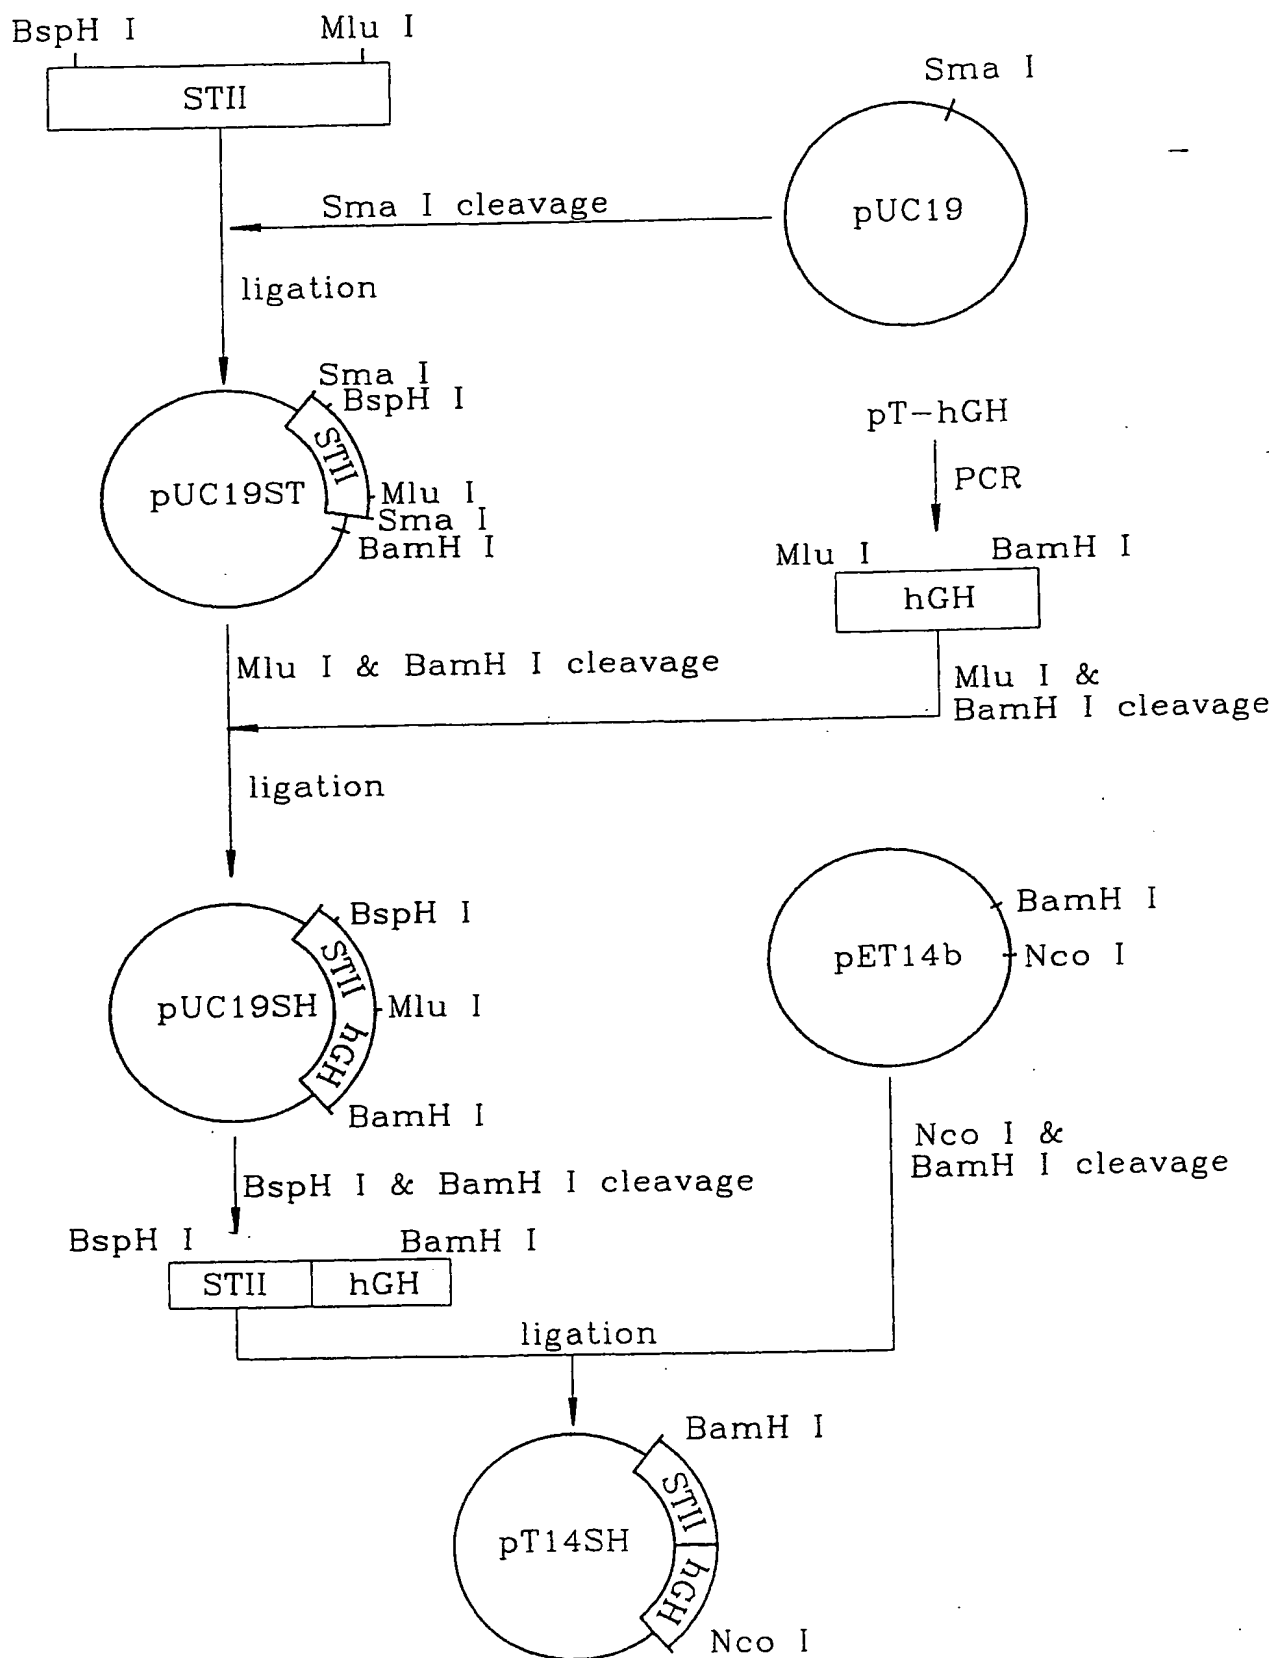 BspH I
Mlu I
STII
Sma I
pUC19
Sma I cleavage
ligation
Sma I
BspH I
STII
pUC19ST
Mlu I
Sma I
BamH I
pT-hGH
PCR
Mlu I
BamH I
hGH
Mlu I & BamH I cleavage
Mlu I &
BamH I cleavage
ligation
BspH I
STII
pUC19SH
Mlu I
hGH
BamH I
BamH I
pET14b
Nco I
BspH I & BamH I cleavage
Nco I &
BamH I cleavage
BspH I
BamH I
STII
hGH
ligation
BamH I
STII
pT14SH
hGH
Nco I